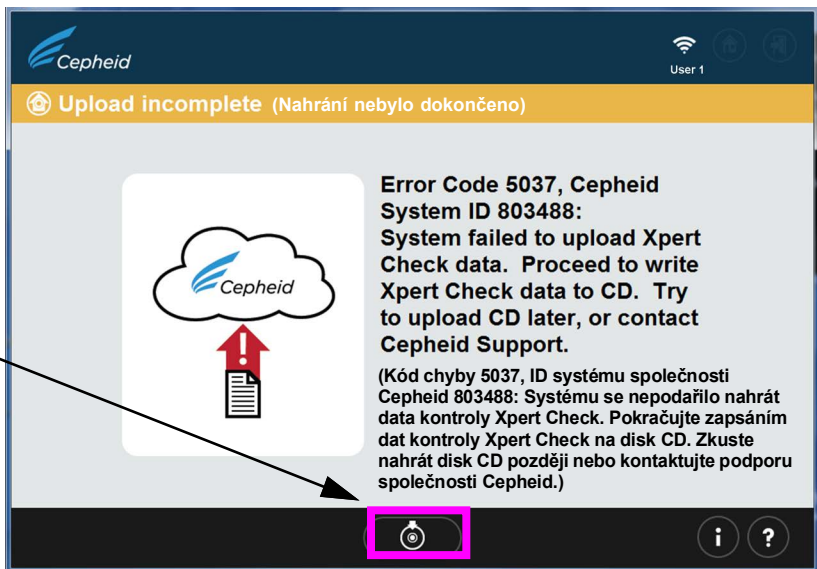 Cepheid
User 1
Upload incomplete (Nahrání nebylo dokončeno)
Error Code 5037, Cepheid
System ID 803488:
System failed to upload Xpert
Check data.  Proceed to write
Xpert Check data to CD.  Try
to upload CD later, or contact
Cepheid Support.
Cepheid
!
(Kód chyby 5037, ID systému společnosti
Cepheid 803488: Systému se nepodařilo nahrát
data kontroly Xpert Check. Pokračujte zapsáním
dat kontroly Xpert Check na disk CD. Zkuste
nahrát disk CD později nebo kontaktujte podporu
společnosti Cepheid.)
i ?